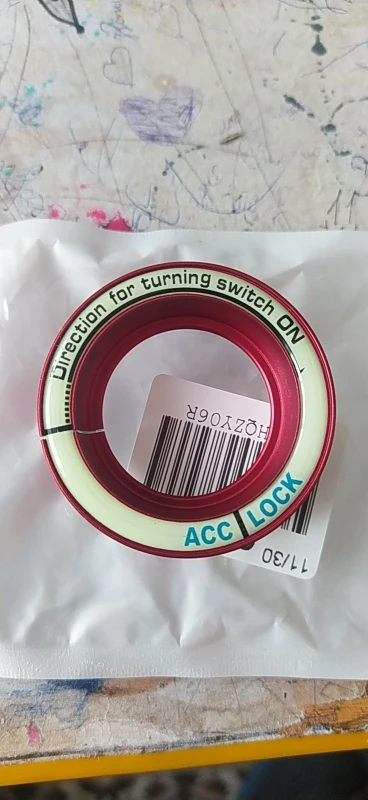 Direction for turning switch ON
LOCK
ACC
HQZY06R
11/30